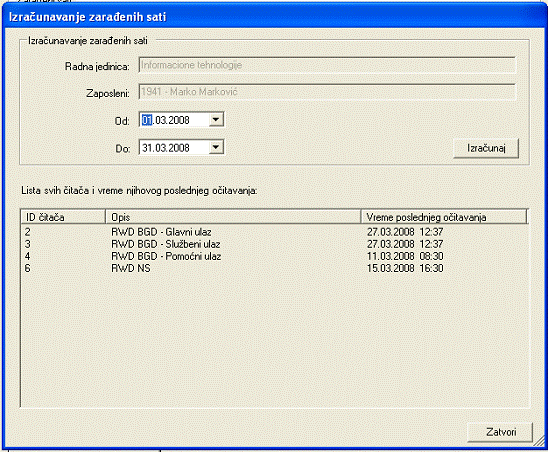 Izračunavanje zarađenih sati
Izračunavanje zarađenih sati
Radna jedinica: Informacione tehnologije
Zaposleni: 1941 - Marko Marković
Od: 01.03.2008
Do: 31.03.2008 Izračunaj
Lista svih čitača i vreme njihovog poslednjeg očitavanja:
ID čitača Opis Vreme poslednjeg očitavanja
2 RWD BGD - Glavni ulaz 27.03.2008 12:37
3 RWD BGD - Službeni ulaz 27.03.2008 12:37
4 RWD BGD - Pomoćni ulaz 11.03.2008 08:30
6 RWD NS 15.03.2008 16:30
Zatvori